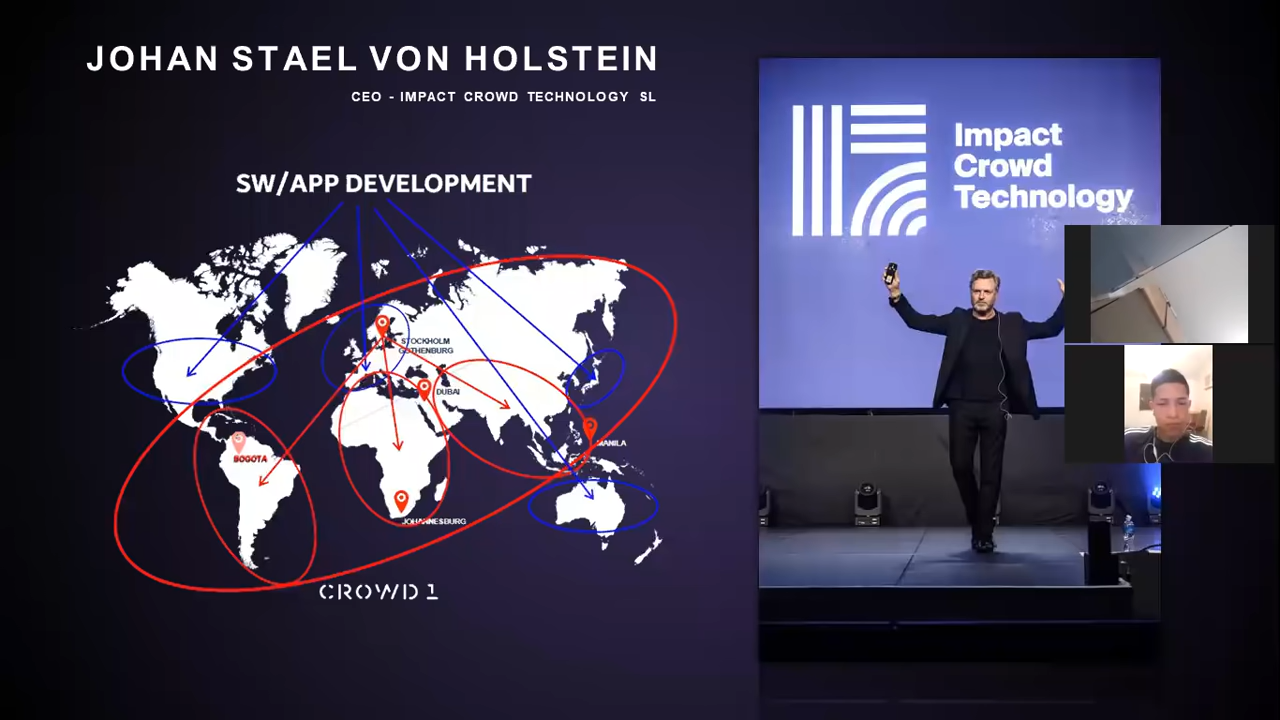 JOHAN STAEL VON HOLSTEIN
CEO - IMPACT CROWD TECHNOLOGY SL
SW/APP DEVELOPMENT
Impact
Crowd
Technology
STOCKHOLM
GOTHENBURG
DUBAI
MANILA
BOGOTA
JOHANNESBURG
CROWD 1